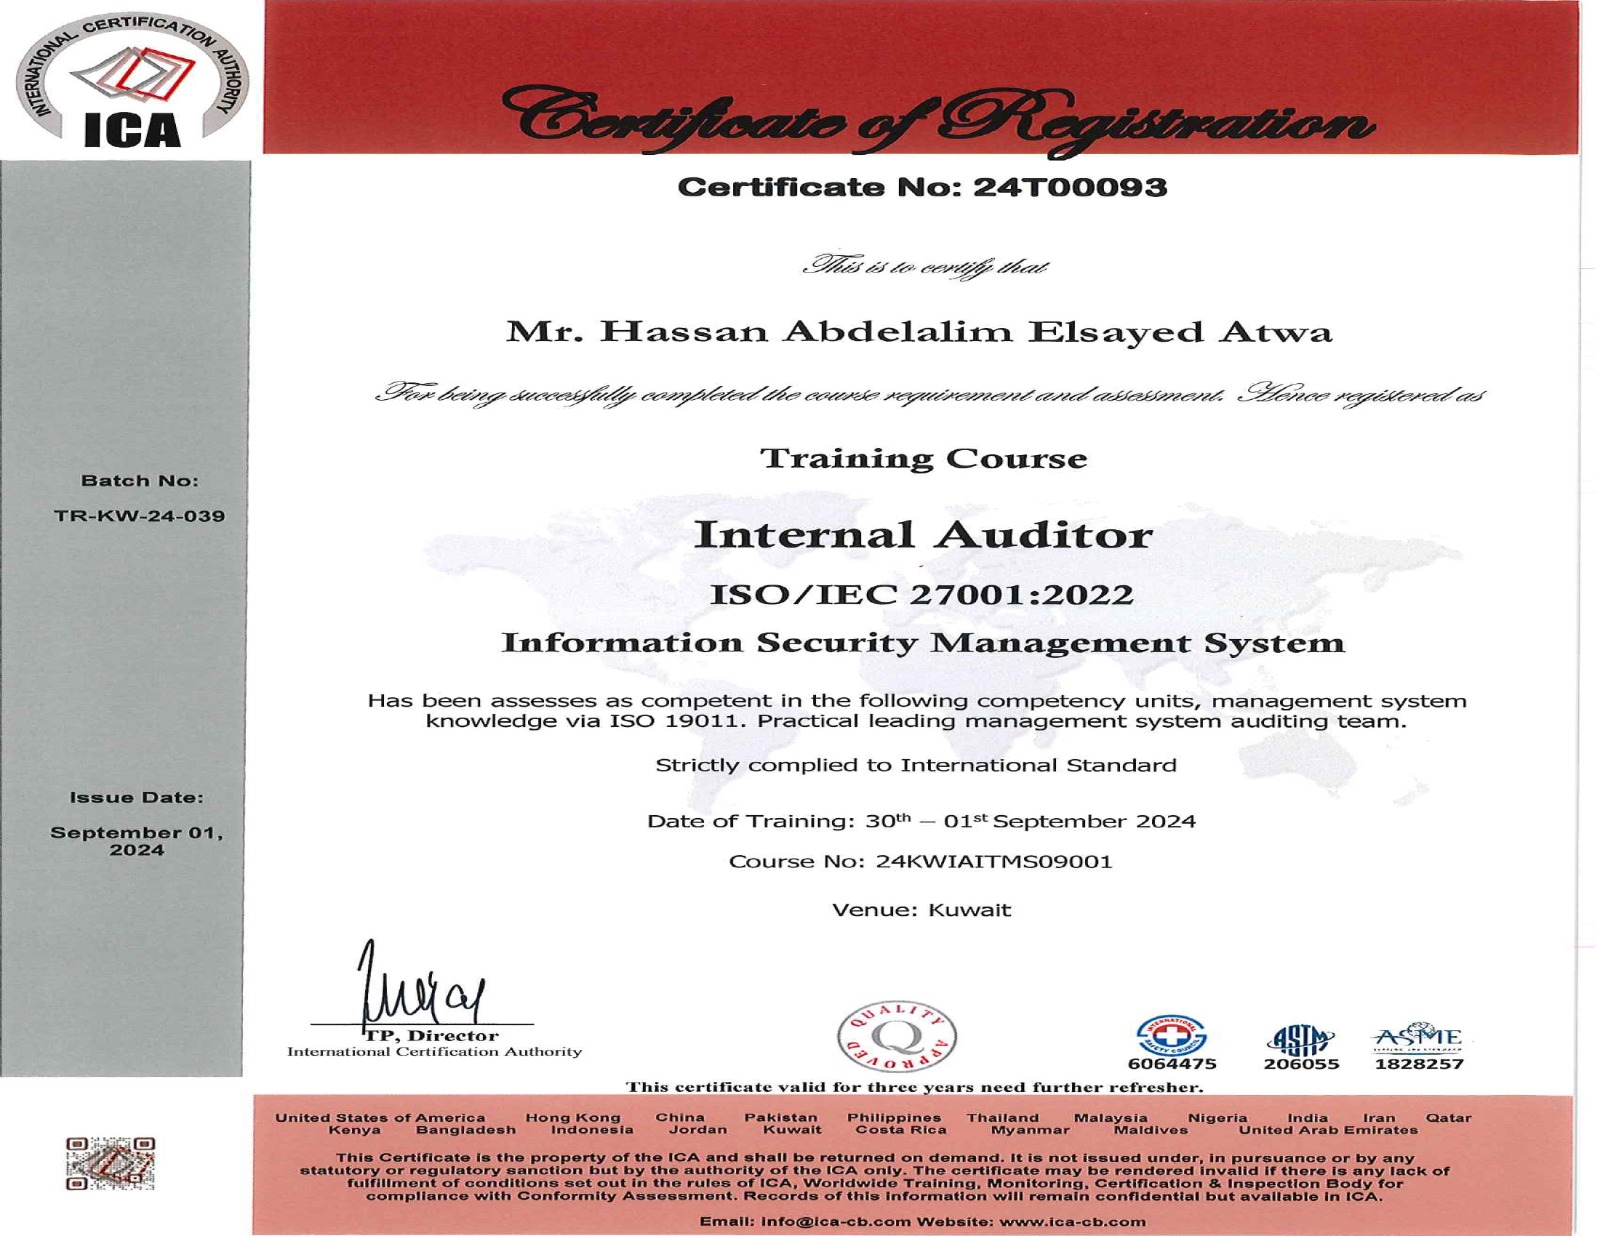 INTERNATIONAL CERTIFICATION AUTHORITY
ICA
Certificate of Registration
Certificate No: 24T00093
This is to certify that
Mr. Hassan Abdelalim Elsayed Atwa
For being successfully completed the course requirement and assessment. Hence registered as
Training Course
Batch No:
TR-KW-24-039
Internal Auditor
ISO/IEC 27001:2022
Information Security Management System
Has been assesses as competent in the following competency units, management system
knowledge via ISO 19011. Practical leading management system auditing team.
Strictly complied to International Standard
Issue Date:
September 01,
2024
Date of Training: 30th – 01st September 2024
Course No: 24KWIAITMS09001
Venue: Kuwait
TP, Director
International Certification Authority
QUALITY
Q
APPROVED
INTERNATIONAL
SAFETY COUNCIL
6064475
ASTM
206055
ASME
1828257
This certificate valid for three years need further refresher.
United States of America Hong Kong China Pakistan Philippines Thailand Malaysia Nigeria India Iran Qatar
Kenya Bangladesh Indonesia Jordan Kuwait Costa Rica Myanmar Maldives United Arab Emirates
This Certificate is the property of the ICA and shall be returned on demand. It is not issued under, in pursuance or by any
statutory or regulatory sanction but by the authority of the ICA only. The certificate may be rendered invalid if there is any lack of
fulfillment of conditions set out in the rules of ICA, Worldwide Training, Monitoring, Certification & Inspection Body for
compliance with Conformity Assessment. Records of this information will remain confidential but available in ICA.
Email: info@ica-cb.com Website: www.ica-cb.com